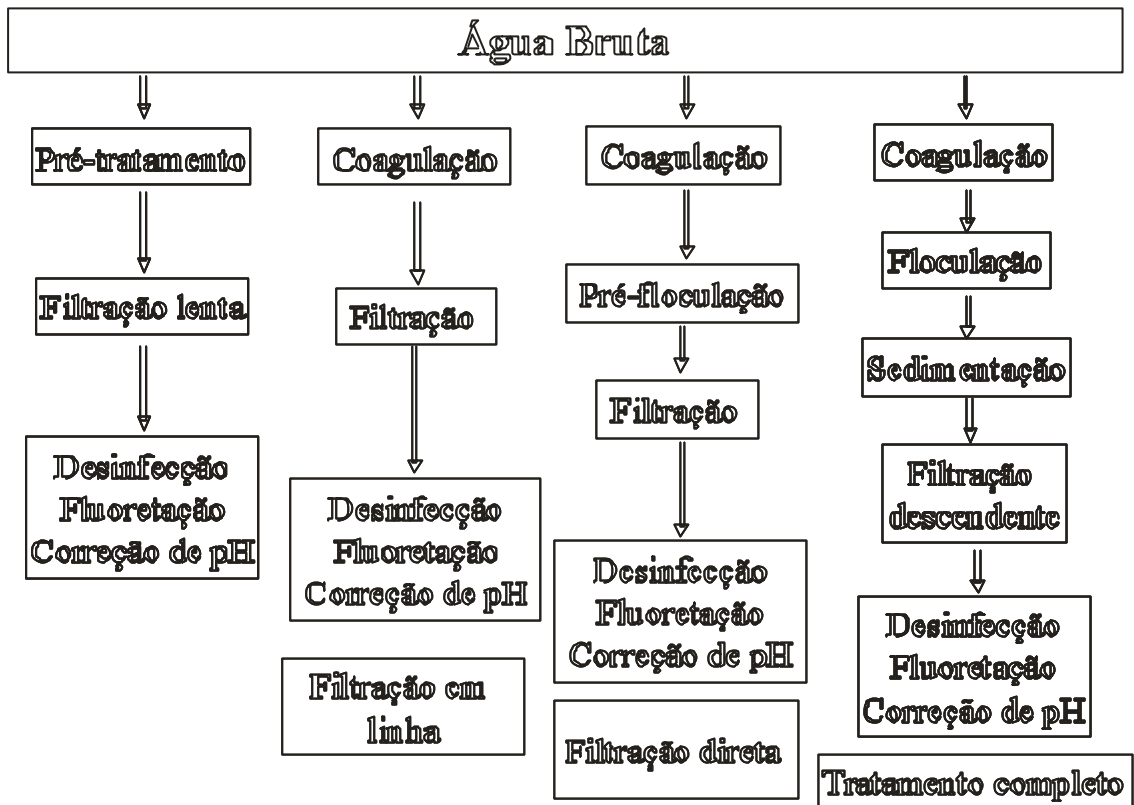 Água Bruta
Pré-tratamento
Filtração lenta
Desinfecção
Fluoretação
Correção de pH
Coagulação
Filtração
Desinfecção
Fluoretação
Correção de pH
Filtração em
linha
Coagulação
Pré-floculação
Filtração
Desinfecção
Fluoretação
Correção de pH
Filtração direta
Coagulação
Floculação
Sedimentação
Filtração
descendente
Desinfecção
Fluoretação
Correção de pH
Tratamento completo